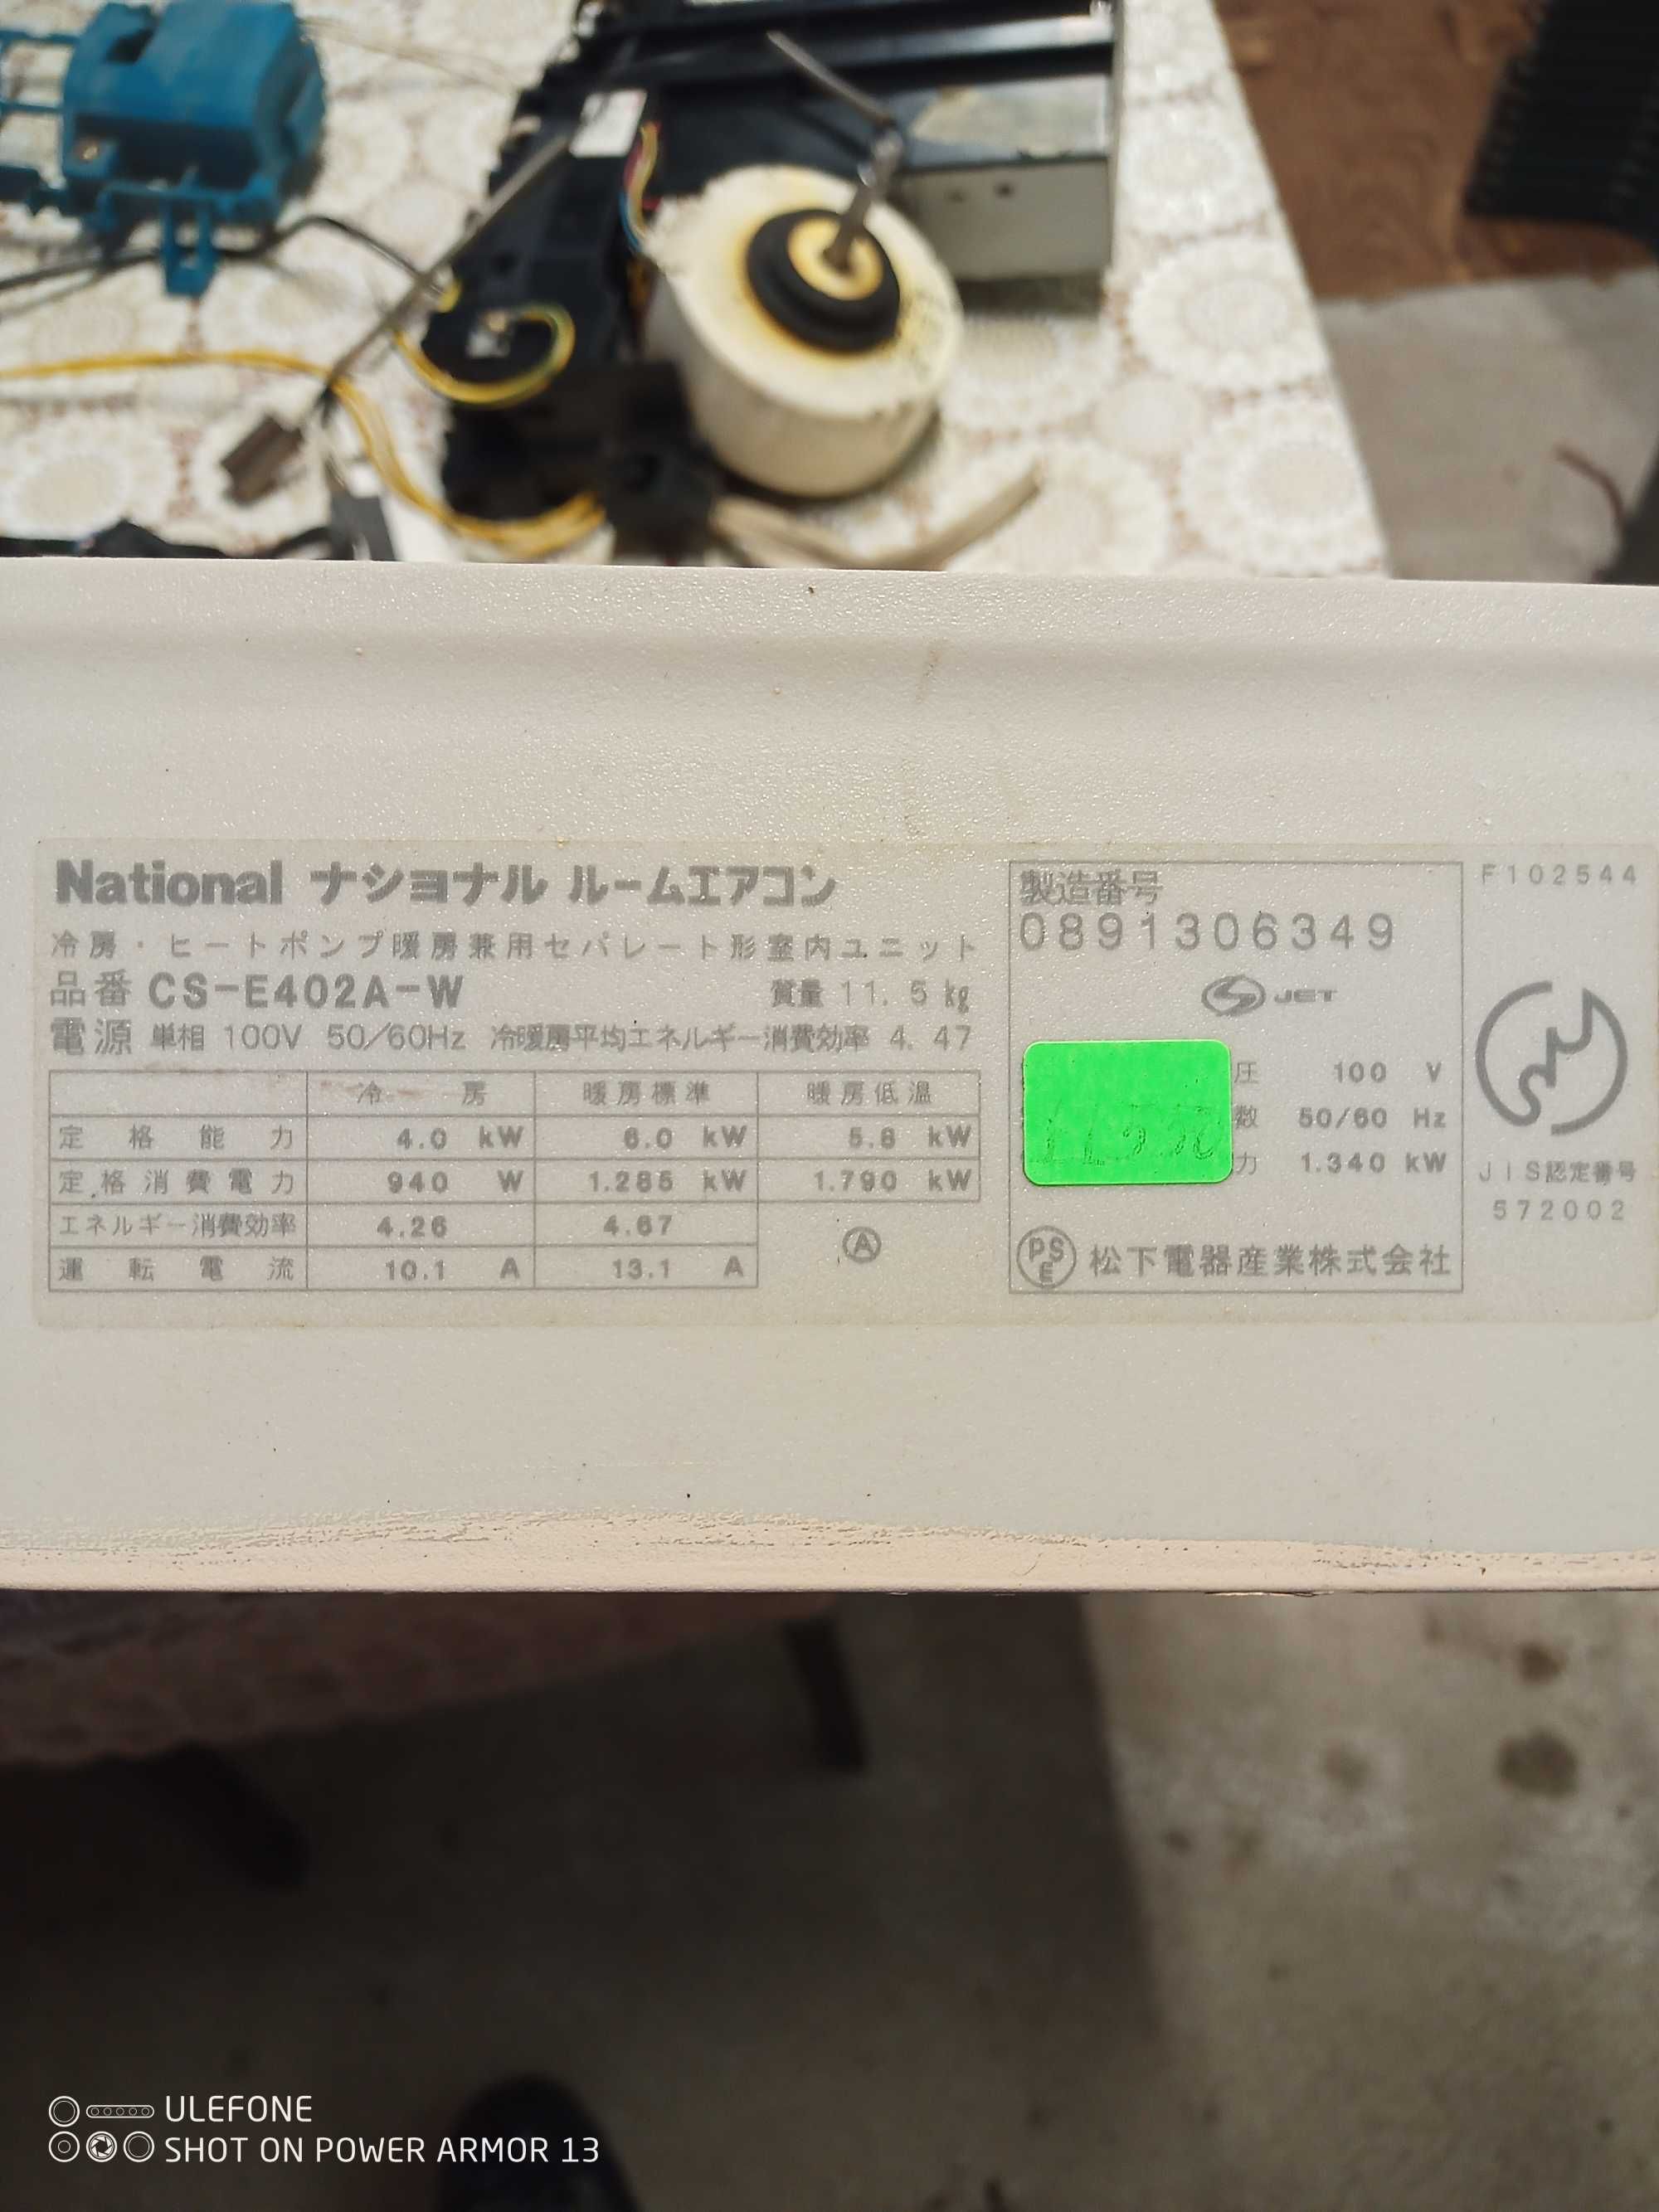 National ナショナル ルームエアコン
冷房・ヒートポンプ暖房兼用セパレート形室内ユニット
品番 CS-E402A-W 質量 11.5 kg
電源 単相 100V 50/60Hz 冷暖房平均エネルギー消費効率 4.47
冷房 暖房標準 暖房低温
定格能力 4.0 kW 6.0 kW 5.8 kW
定格消費電力 940 W 1.285 kW 1.790 kW
エネルギー消費効率 4.26 4.67
運転電流 10.1 A 13.1 A
A
製造番号
0891306349
JET
圧 100 V
数 50/60 Hz
力 1.340 kW
PSE 松下電器産業株式会社
F102544
JIS認定番号
572002
ULEFONE
SHOT ON POWER ARMOR 13